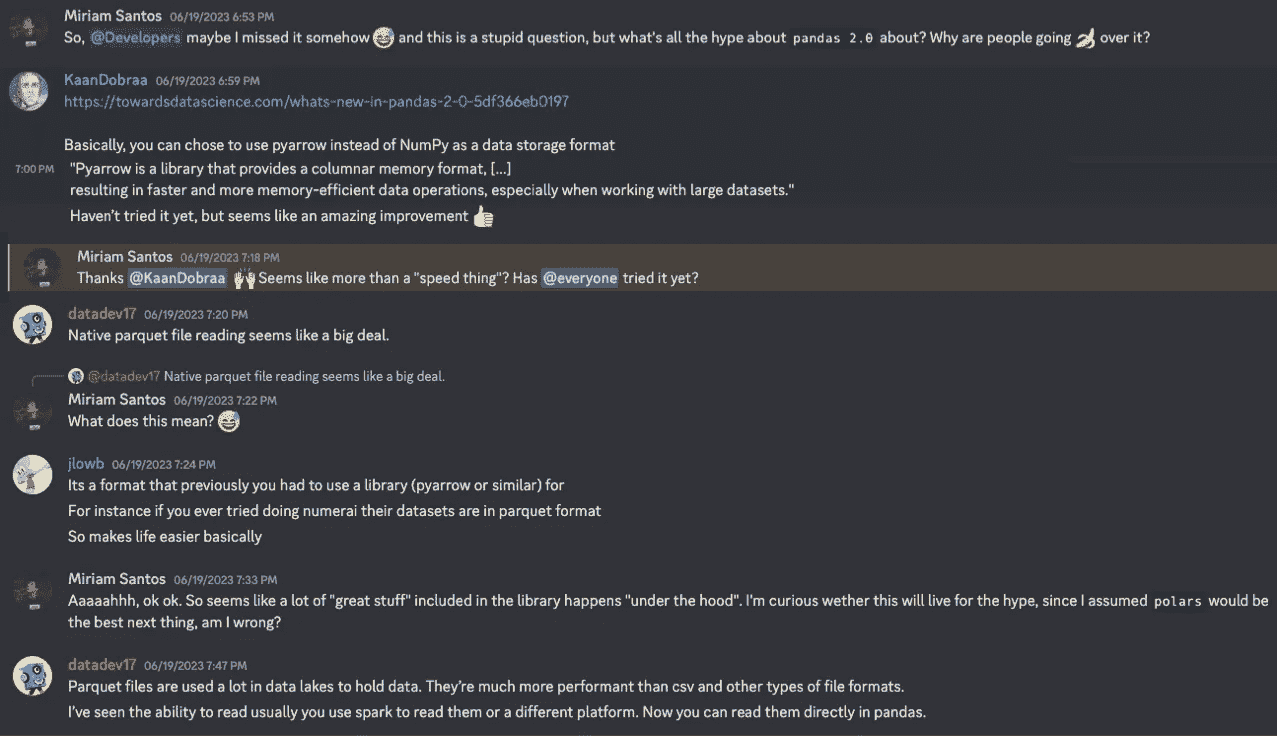 Miriam Santos 06/19/2023 6:53 PM
So, @Developers maybe I missed it somehow 😅 and this is a stupid question, but what's all the hype about pandas 2.0 about? Why are people going 🍌 over it?
KaanDobraa 06/19/2023 6:59 PM
https://towardsdatascience.com/whats-new-in-pandas-2-0-5df366eb0197
Basically, you can chose to use pyarrow instead of NumPy as a data storage format
7:00 PM "Pyarrow is a library that provides a columnar memory format, [...]
resulting in faster and more memory-efficient data operations, especially when working with large datasets."
Haven't tried it yet, but seems like an amazing improvement 👍
Miriam Santos 06/19/2023 7:18 PM
Thanks @KaanDobraa 🙌 Seems like more than a "speed thing"? Has @everyone tried it yet?
datadev17 06/19/2023 7:20 PM
Native parquet file reading seems like a big deal.
@datadev17 Native parquet file reading seems like a big deal.
Miriam Santos 06/19/2023 7:22 PM
What does this mean? 😅
jlowb 06/19/2023 7:24 PM
Its a format that previously you had to use a library (pyarrow or similar) for
For instance if you ever tried doing numerai their datasets are in parquet format
So makes life easier basically
Miriam Santos 06/19/2023 7:33 PM
Aaaaahhh, ok ok. So seems like a lot of "great stuff" included in the library happens "under the hood". I'm curious wether this will live for the hype, since I assumed polars would be
the best next thing, am I wrong?
datadev17 06/19/2023 7:47 PM
Parquet files are used a lot in data lakes to hold data. They're much more performant than csv and other types of file formats.
I've seen the ability to read usually you use spark to read them or a different platform. Now you can read them directly in pandas.